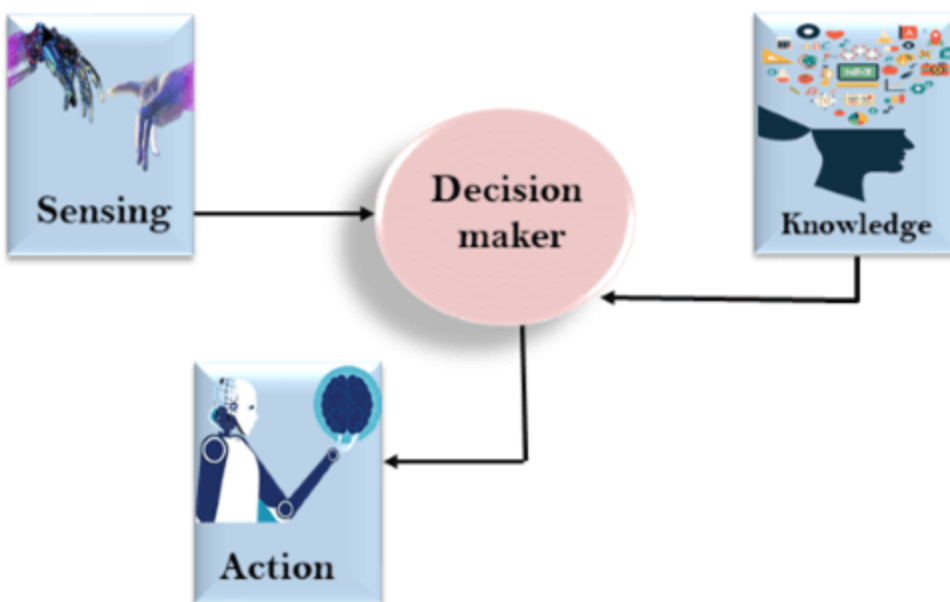 Sensing
Decision
maker
Knowledge
Action